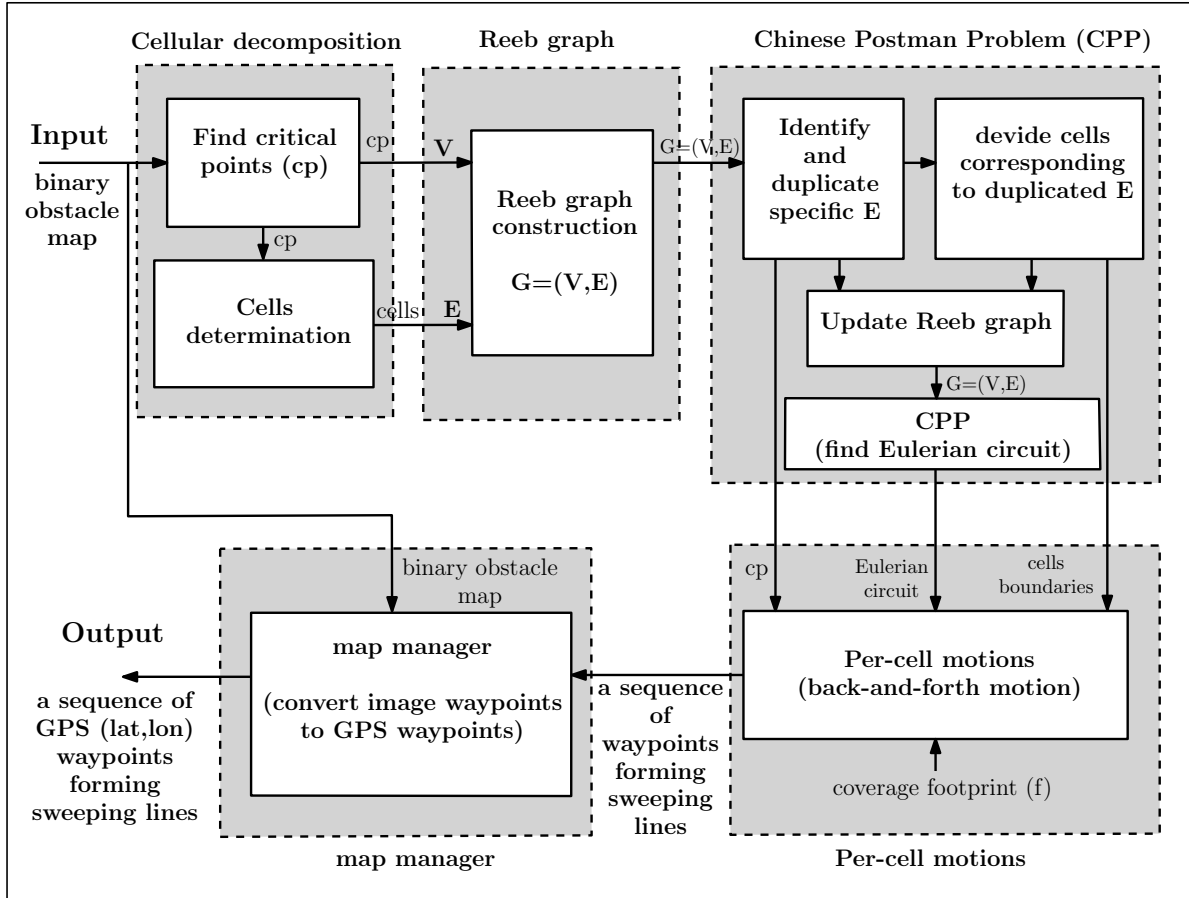 Cellular decomposition
Reeb graph
Chinese Postman Problem (CPP)
Input
binary
obstacle
map
Find critical
points (cp)
cp
cp
Cells
determination
cells
V
E
Reeb graph
construction
G=(V,E)
G=(V,E)
Identify
and
duplicate
specific E
devide cells
corresponding
to duplicated E
Update Reeb graph
G=(V,E)
CPP
(find Eulerian circuit)
cp
Eulerian
circuit
cells
boundaries
Per-cell motions
(back-and-forth motion)
coverage footprint (f)
Per-cell motions
a sequence
of
waypoints
forming
sweeping
lines
binary obstacle
map
map manager
(convert image waypoints
to GPS waypoints)
map manager
Output
a sequence of
GPS (lat,lon)
waypoints
forming
sweeping lines